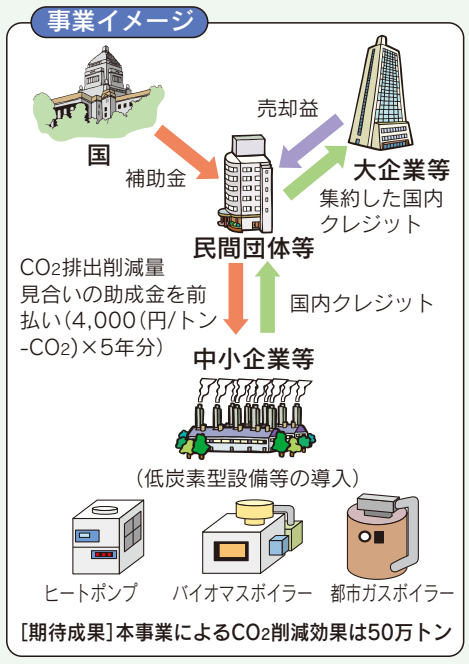 事業イメージ
国
補助金
売却益
大企業等
集約した国内
クレジット
民間団体等
CO2排出削減量
見合いの助成金を前
払い(4,000(円/トン
-CO2)×5年分)
国内クレジット
中小企業等
(低炭素型設備等の導入)
ヒートポンプ
バイオマスボイラー
都市ガスボイラー
[期待成果]本事業によるCO2削減効果は50万トン